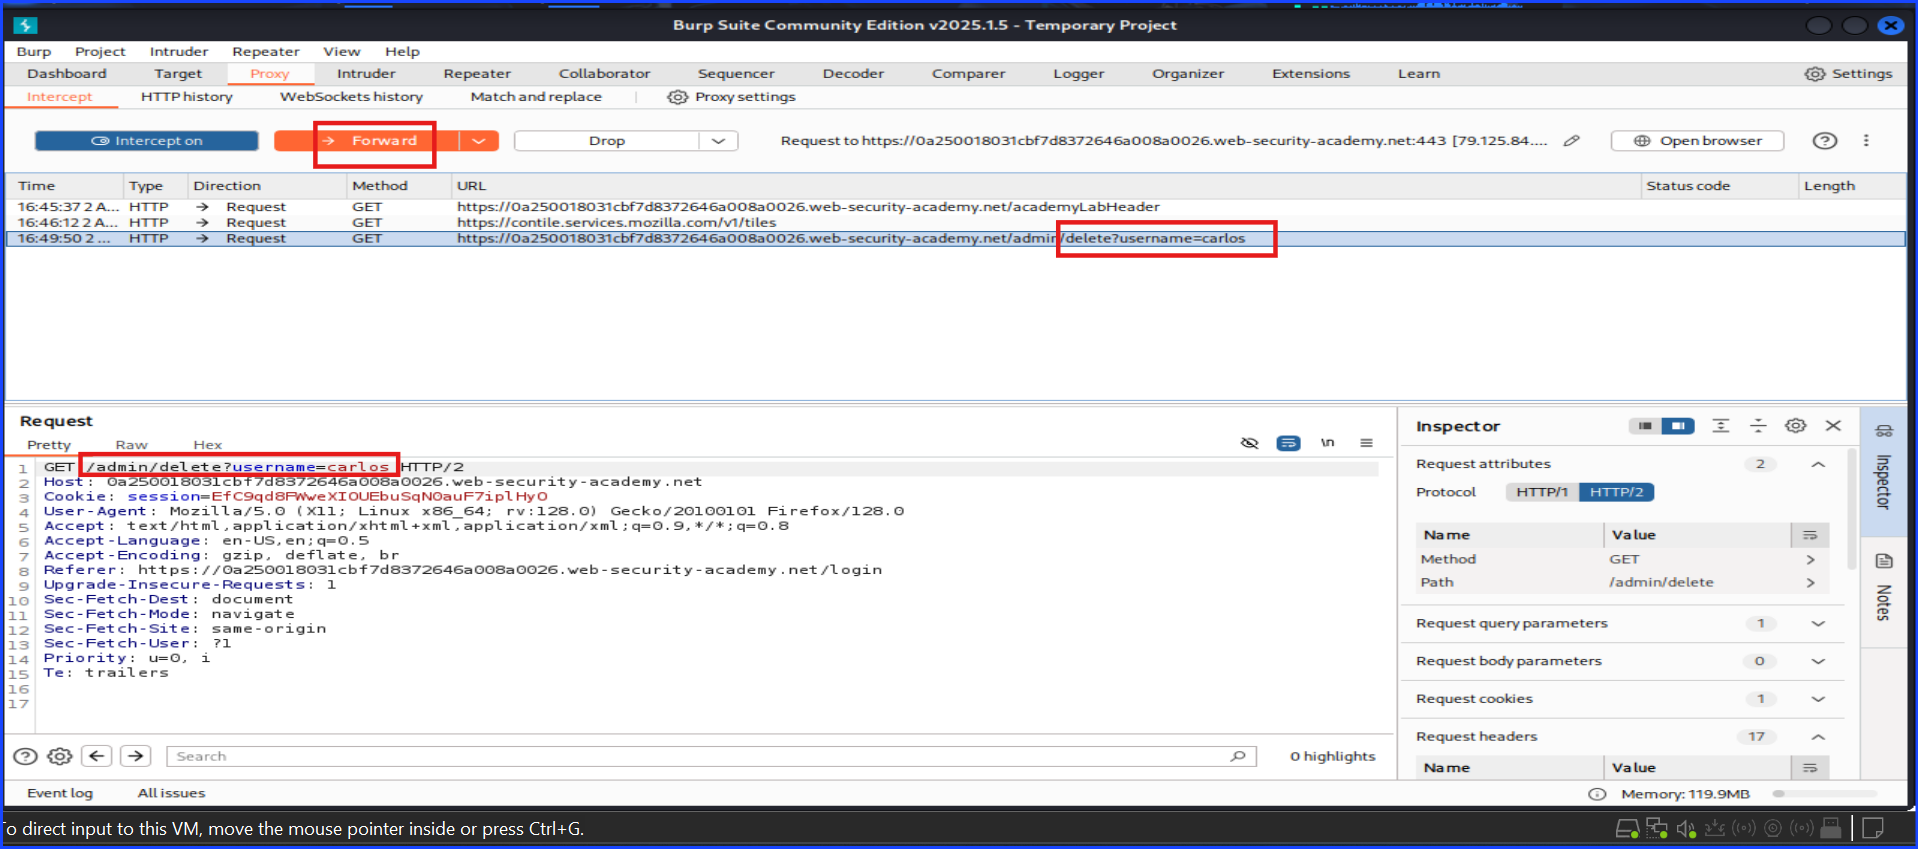 Burp Suite Community Edition v2025.1.5 - Temporary Project
Burp Project Intruder Repeater View Help
Dashboard Target Proxy Intruder Repeater Collaborator Sequencer Decoder Comparer Logger Organizer Extensions Learn Settings
Intercept HTTP history WebSockets history Match and replace Proxy settings
Intercept on Forward Drop Request to https://0a250018031cbf7d8372646a008a0026.web-security-academy.net:443 [79.125.84.... Open browser
Time Type Direction Method URL Status code Length
16:45:37 2 A... HTTP → Request GET https://0a250018031cbf7d8372646a008a0026.web-security-academy.net/academyLabHeader
16:46:12 2 A... HTTP → Request GET https://contile.services.mozilla.com/v1/tiles
16:49:50 2 ... HTTP → Request GET https://0a250018031cbf7d8372646a008a0026.web-security-academy.net/admin/delete?username=carlos
Request
Pretty Raw Hex \n
1 GET /admin/delete?username=carlos HTTP/2
2 Host: 0a250018031cbf7d8372646a008a0026.web-security-academy.net
3 Cookie: session=EfC9qd8FWweXIOUEbuSqN0auF7iplHyO
4 User-Agent: Mozilla/5.0 (X11; Linux x86_64; rv:128.0) Gecko/20100101 Firefox/128.0
5 Accept: text/html,application/xhtml+xml,application/xml;q=0.9,*/*;q=0.8
6 Accept-Language: en-US,en;q=0.5
7 Accept-Encoding: gzip, deflate, br
8 Referer: https://0a250018031cbf7d8372646a008a0026.web-security-academy.net/login
9 Upgrade-Insecure-Requests: 1
10 Sec-Fetch-Dest: document
11 Sec-Fetch-Mode: navigate
12 Sec-Fetch-Site: same-origin
13 Sec-Fetch-User: ?1
14 Priority: u=0, i
15 Te: trailers
16
17
Search 0 highlights
Inspector
Request attributes 2
Protocol HTTP/1 HTTP/2
Name Value
Method GET
Path /admin/delete
Request query parameters 1
Request body parameters 0
Request cookies 1
Request headers 17
Name Value
Inspector
Notes
Event log All issues Memory: 119.9MB
To direct input to this VM, move the mouse pointer inside or press Ctrl+G.